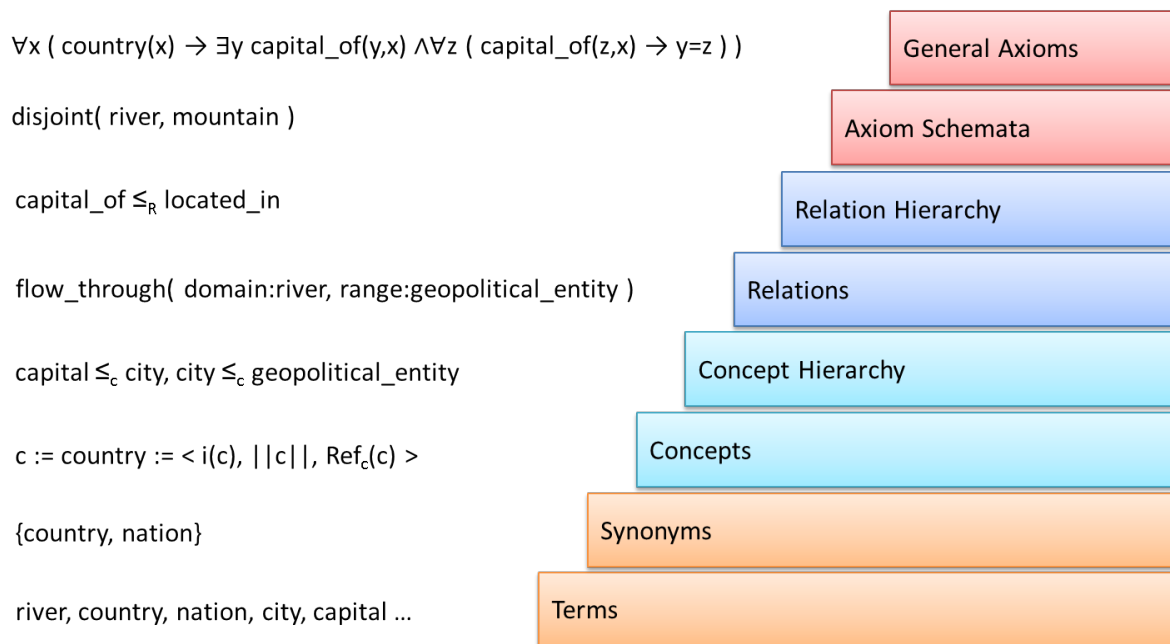 ∀x ( country(x) → ∃y capital_of(y,x) ∧∀z ( capital_of(z,x) → y=z ) )
General Axioms
disjoint( river, mountain )
Axiom Schemata
capital_of ≤R located_in
Relation Hierarchy
flow_through( domain:river, range:geopolitical_entity )
Relations
capital ≤c city, city ≤c geopolitical_entity
Concept Hierarchy
c := country := < i(c), ||c||, Refc(c) >
Concepts
{country, nation}
Synonyms
river, country, nation, city, capital ...
Terms